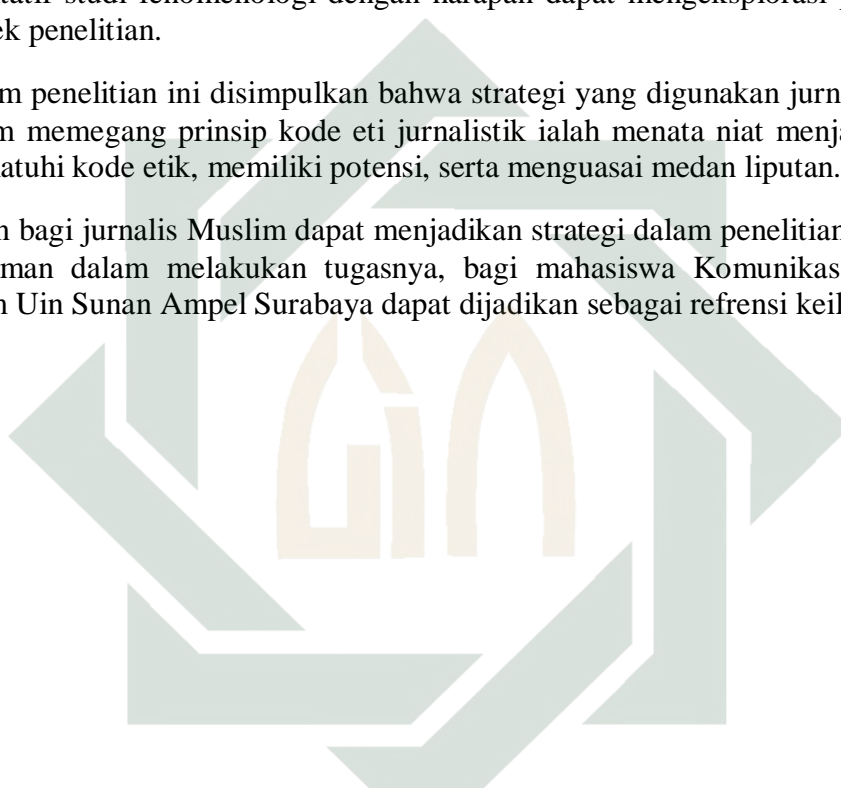 tatif studi fenomenologi dengan harapan dapat mengeksplorasi
ek penelitian.
m penelitian ini disimpulkan bahwa strategi yang digunakan jurn
m memegang prinsip kode eti jurnalistik ialah menata niat menja
atuhi kode etik, memiliki potensi, serta menguasai medan liputan.
n bagi jurnalis Muslim dapat menjadikan strategi dalam penelitian
man dalam melakukan tugasnya, bagi mahasiswa Komunikas
n Uin Sunan Ampel Surabaya dapat dijadikan sebagai refrensi keil